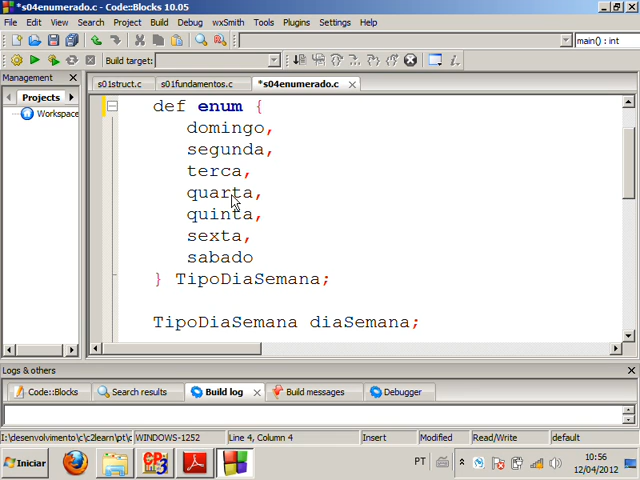 *s04enumerado.c - Code::Blocks 10.05
File Edit View Search Project Build Debug wxSmith Tools Plugins Settings Help
main() : int
Build target:
Management
s01struct.c s01fundamentos.c *s04enumerado.c
Projects
Workspace
def enum {
domingo,
segunda,
terca,
quarta,
quinta,
sexta,
sabado
} TipoDiaSemana;
TipoDiaSemana diaSemana;
Logs & others
Code::Blocks Search results Build log Build messages Debugger
I:\desenvolvimento\c\c2learn\pt\c WINDOWS-1252 Line 4, Column 4 Insert Modified Read/Write default
Iniciar
PT
10:56
12/04/2012